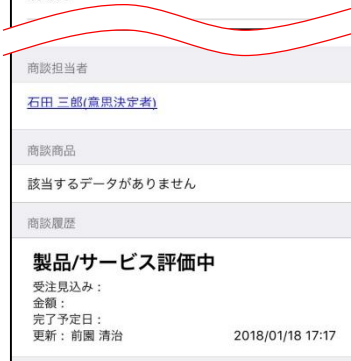 商談担当者
石田 三郎(意思決定者)
商談商品
該当するデータがありません
商談履歴
製品/サービス評価中
受注見込み：
金額：
完了予定日：
更新： 前園 清治 2018/01/18 17:17